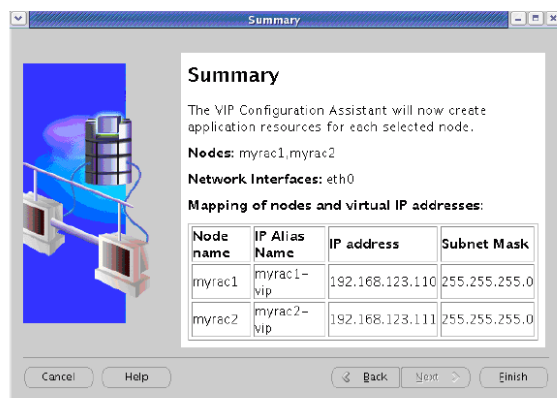 Summary
Summary
The VIP Configuration Assistant will now create
application resources for each selected node.
Nodes: myrac1,myrac2
Network Interfaces: eth0
Mapping of nodes and virtual IP addresses:
Node name IP Alias Name IP address Subnet Mask
myrac1 myrac1-vip 192.168.123.110 255.255.255.0
myrac2 myrac2-vip 192.168.123.111 255.255.255.0
Cancel Help Back Next Finish